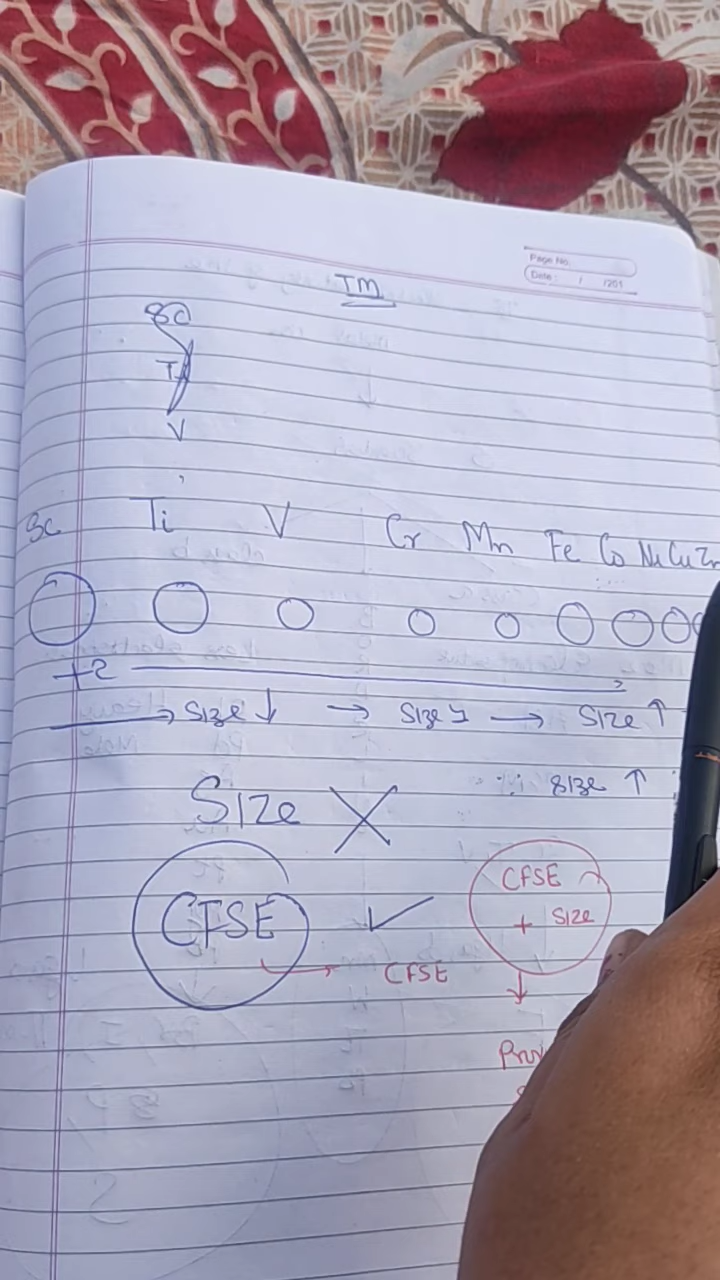 Page No.
Date: / /201
TM
Sc
Ti
V
Sc Ti V Cr Mn Fe Co Ni Cu Zn
+2 →
→ Size ↓ → Size ↓ → Size ↑
Size X ∵ size ↑
CFSE ✓ CFSE
+ Size
→ CFSE ↓